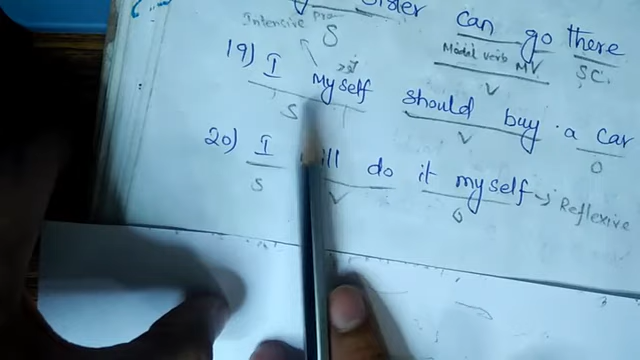 Sister can go there
Intensive pro S Modal verb MV SC
V
19) I myself should buy a car
S V O
20) I will do it myself → Reflexive
S V O